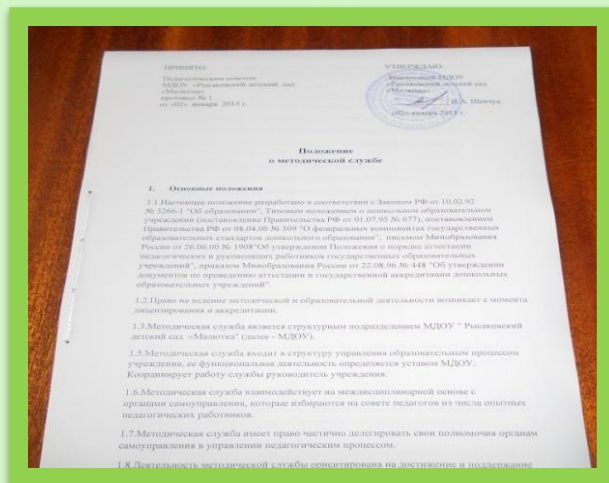 ПРИНЯТО:
Педагогическим советом
МДОУ «Рысаковский детский сад
«Малютка»
протокол № 1
от «02» января 2013 г.
УТВЕРЖДАЮ:
МДОУ
детский сад
«Малютка»
И.А. Шевчук
«02» января 2013 г.
Положение
о методической службе
1. Основные положения
1.1.Настоящее положение разработано в соответствии с Законом РФ от 10.02.92
№ 3266-1 "Об образовании", Типовым положением о дошкольном образовательном
учреждении (постановление Правительства РФ от 01.07.95 № 677), постановлением
Правительства РФ от 08.04.00 № 309 "О федеральных компонентах государственных
образовательных стандартов дошкольного образования", письмом Минобразования
России от 26.06.00 № 1908"Об утверждении Положения о порядке аттестации
педагогических и руководящих работников государственных образовательных
учреждений", приказом Минобразования России от 22.08.96 № 448 "Об утверждении
документов по проведению аттестации и государственной аккредитации дошкольных
образовательных учреждений".
1.2.Право на ведение методической и образовательной деятельности возникает с момента
лицензирования и аккредитации.
1.3.Методическая служба является структурным подразделением МДОУ " Рысаковский
детский сад «Малютка" (далее - МДОУ).
1.5.Методическая служба входит в структуру управления образовательным процессом
учреждения, ее функциональная деятельность определяется уставом МДОУ.
Координирует работу службы руководитель учреждения.
1.6.Методическая служба взаимодействует на междисциплинарной основе с
органами самоуправления, которые избираются на совете педагогов из числа опытных
педагогических работников.
1.7.Методическая служба имеет право частично делегировать свои полномочия органам
самоуправления в управлении педагогическим процессом.
1.8.Деятельность методической службы ориентирована на достижение и поддержание